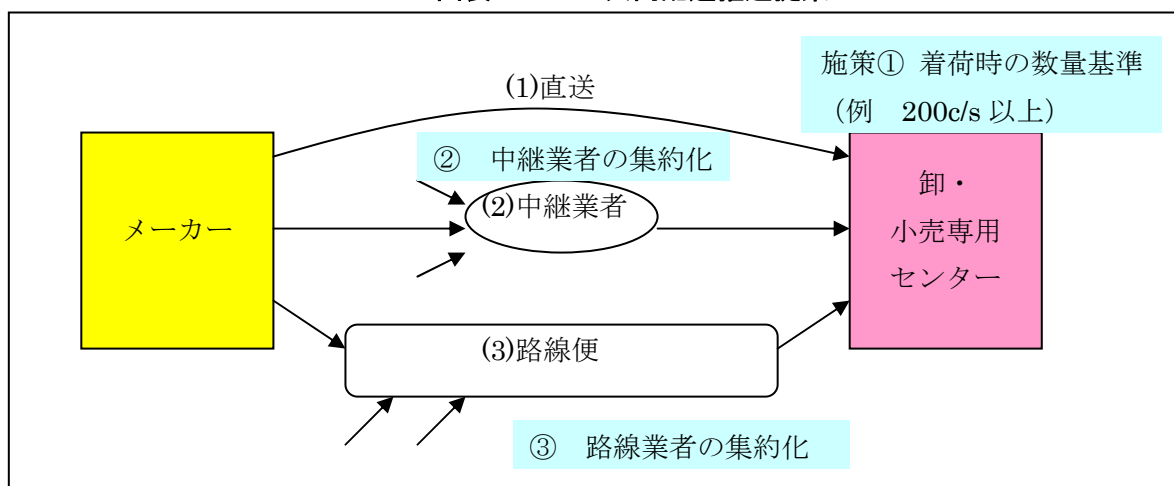 施策① 着荷時の数量基準
（例　200c/s 以上）
(1)直送
②　中継業者の集約化
(2)中継業者
メーカー
卸・
小売専用
センター
(3)路線便
③　路線業者の集約化